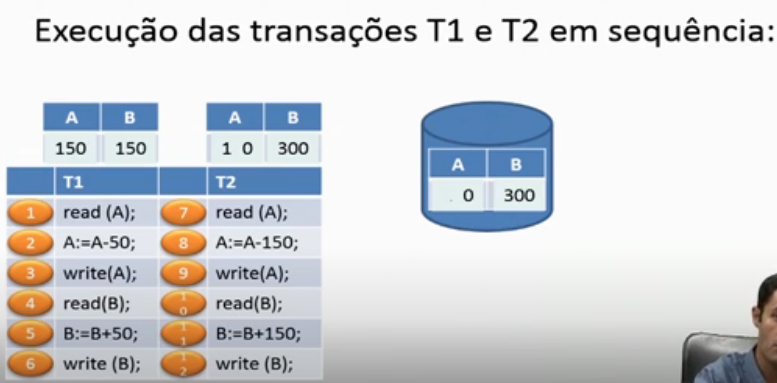 Execução das transações T1 e T2 em sequência:
A B A B
150 150 1 0 300
A B
0 300
T1 T2
1 read (A); 7 read (A);
2 A:=A-50; 8 A:=A-150;
3 write(A); 9 write(A);
4 read(B); 10 read(B);
5 B:=B+50; 11 B:=B+150;
6 write (B); 12 write (B);